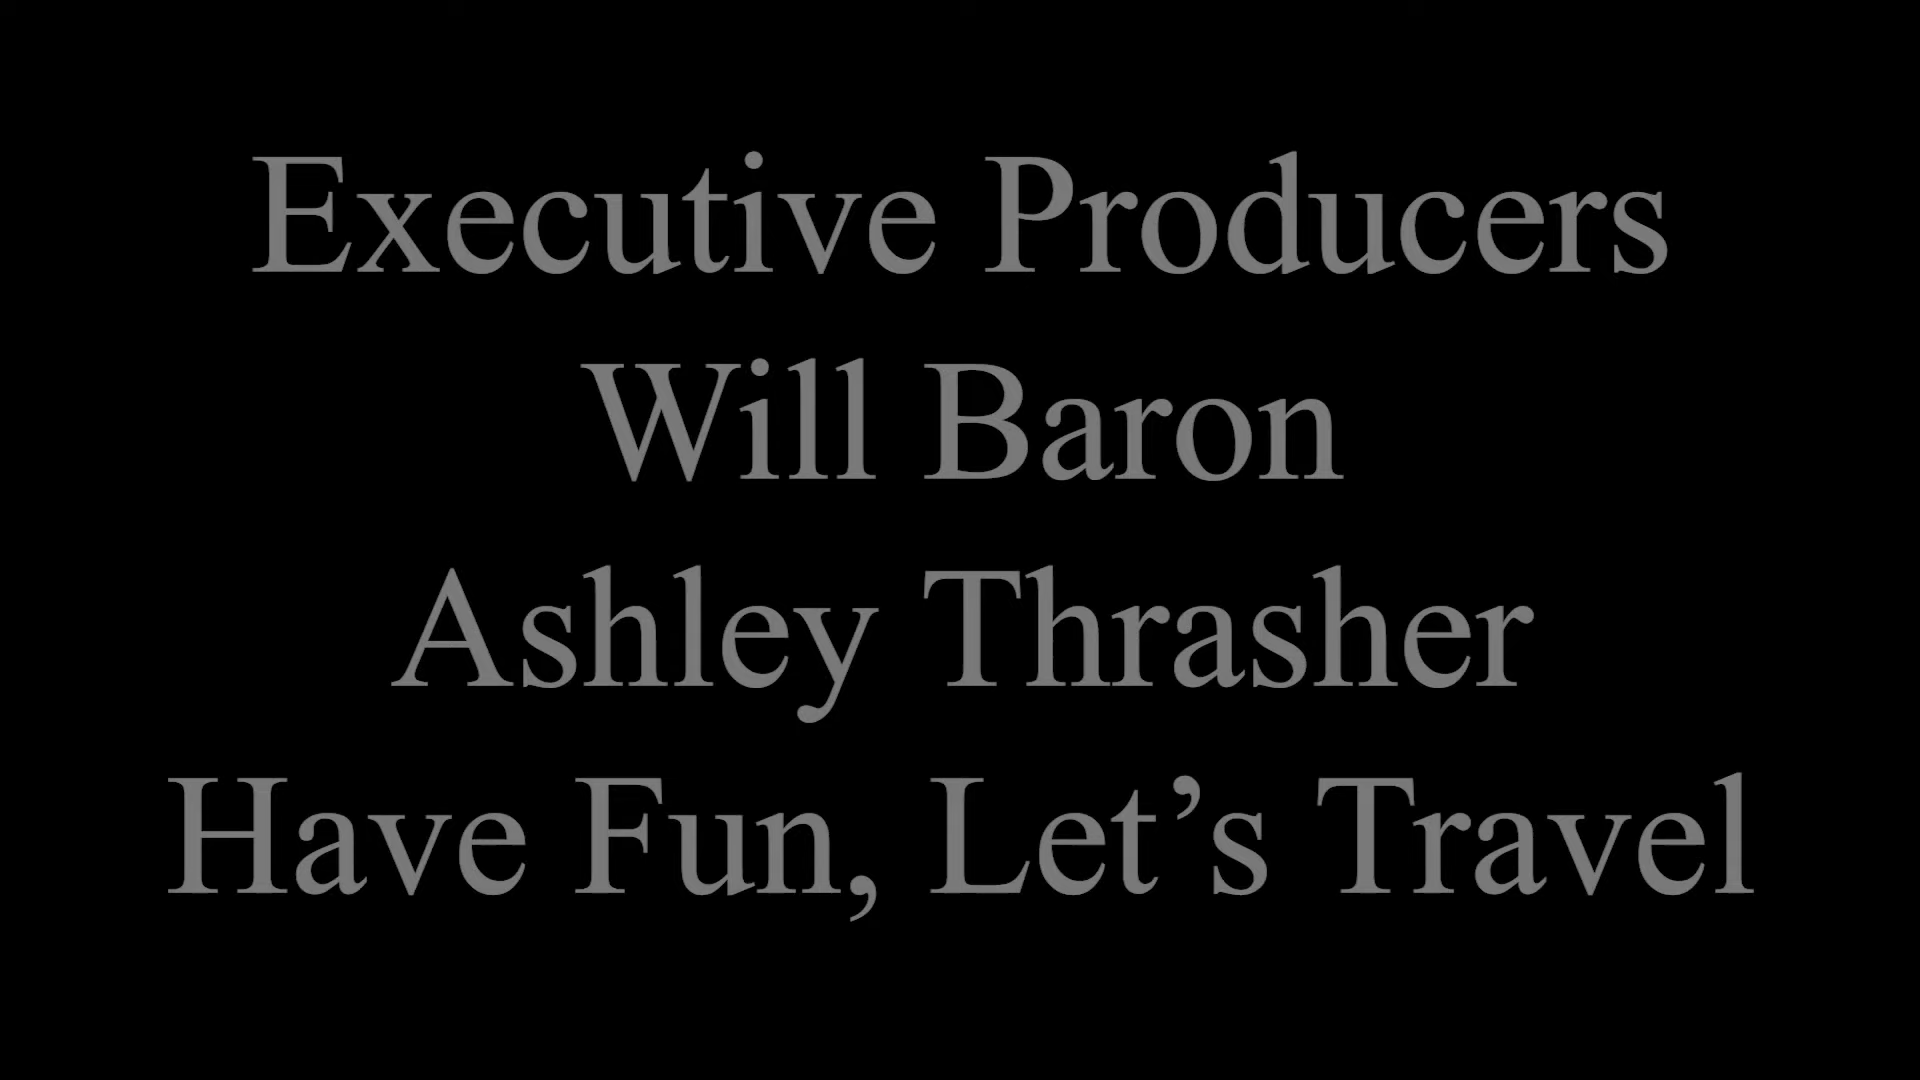 Executive Producers
Will Baron
Ashley Thrasher
Have Fun, Let’s Travel